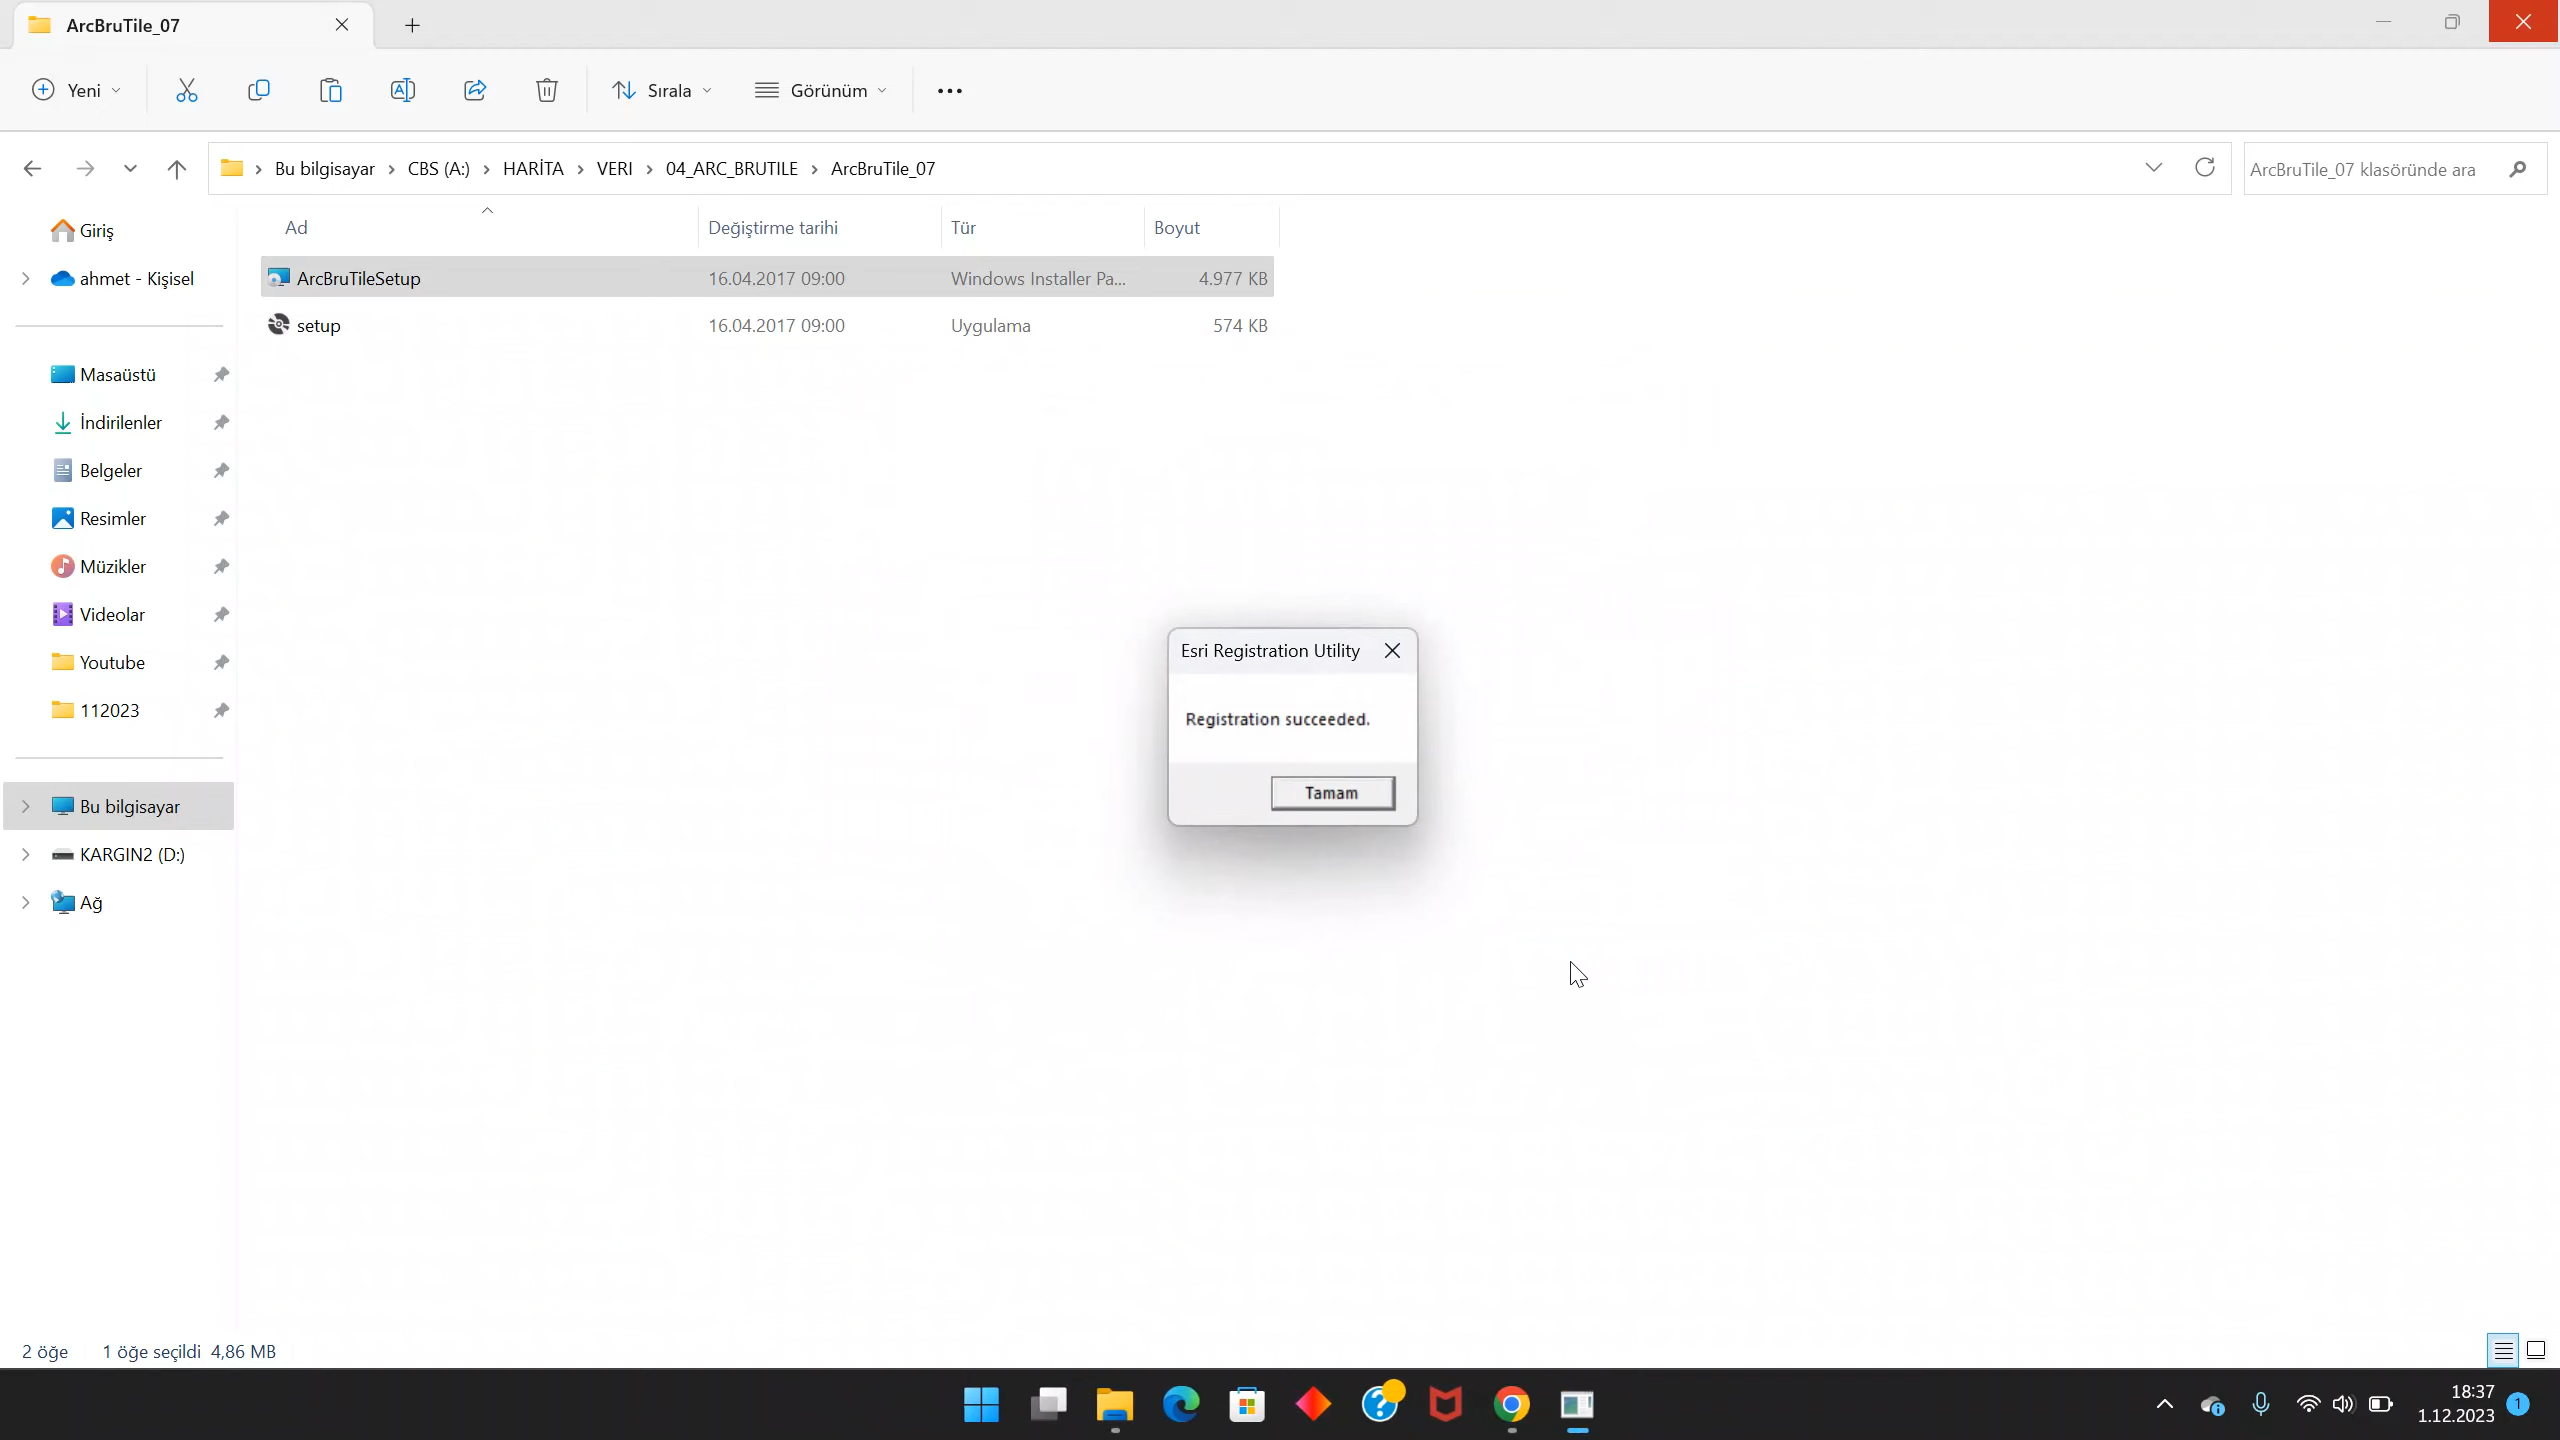 ArcBruTile_07
Yeni
Sırala
Görünüm
Bu bilgisayar > CBS (A:) > HARİTA > VERI > 04_ARC_BRUTILE > ArcBruTile_07
ArcBruTile_07 klasöründe ara
Ad Değiştirme tarihi Tür Boyut
ArcBruTileSetup 16.04.2017 09:00 Windows Installer Pa... 4.977 KB
setup 16.04.2017 09:00 Uygulama 574 KB
Giriş
ahmet - Kişisel
Masaüstü
İndirilenler
Belgeler
Resimler
Müzikler
Videolar
Youtube
112023
Bu bilgisayar
KARGIN2 (D:)
Ağ
Esri Registration Utility
Registration succeeded.
Tamam
2 öğe 1 öğe seçildi 4,86 MB
18:37
1.12.2023
1